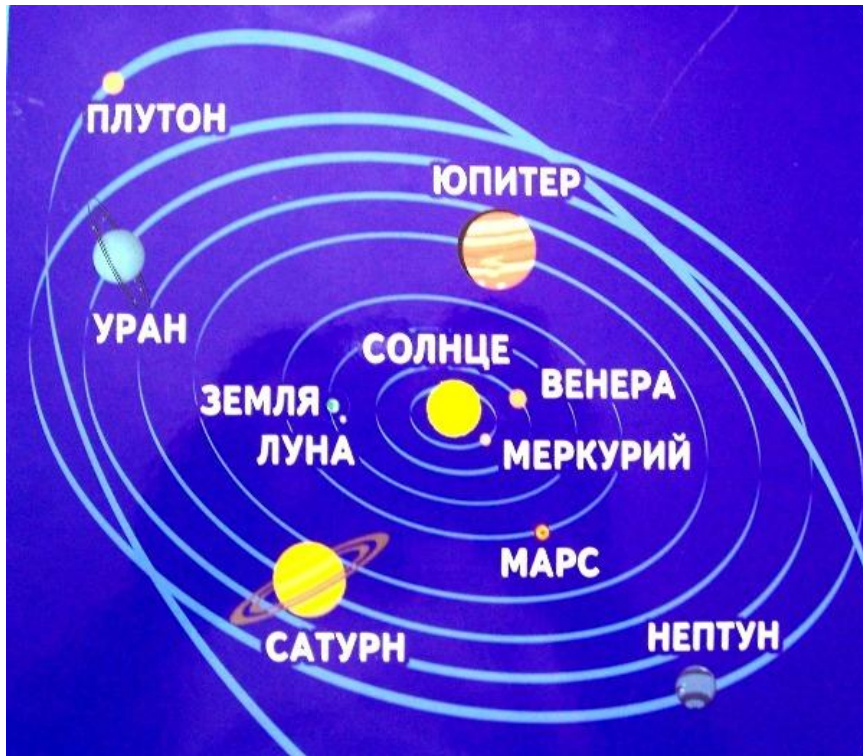 ПЛУТОН
ЮПИТЕР
УРАН
СОЛНЦЕ
ВЕНЕРА
ЗЕМЛЯ
ЛУНА
МЕРКУРИЙ
МАРС
САТУРН
НЕПТУН